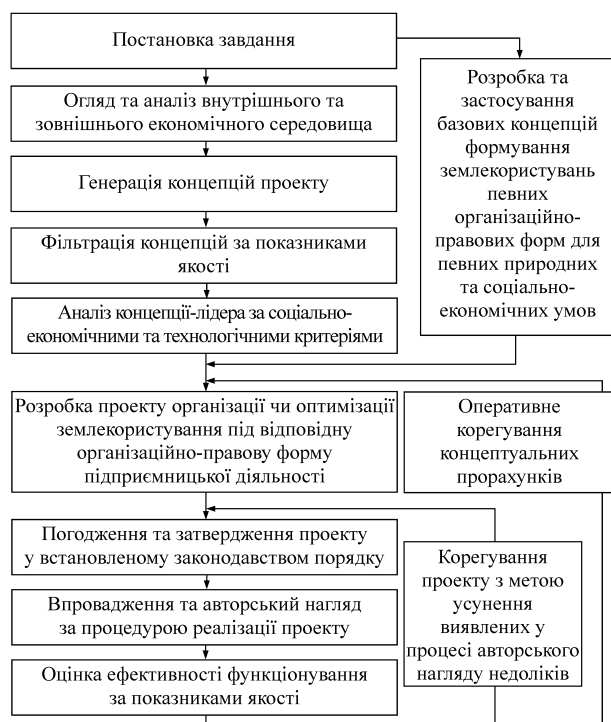 Постановка завдання
Огляд та аналіз внутрішнього та
зовнішнього економічного середовища
Генерація концепцій проекту
Фільтрація концепцій за показниками
якості
Аналіз концепції-лідера за соціально-
економічними та технологічними критеріями
Розробка та
застосування
базових концепцій
формування
землекористувань
певних
організаційно-
правових форм для
певних природних
та соціально-
економічних умов
Розробка проекту організації чи оптимізації
землекористування під відповідну
організаційно-правову форму
підприємницької діяльності
Оперативне
корегування
концептуальних
прорахунків
Погодження та затвердження проекту
у встановленому законодавством порядку
Впровадження та авторський нагляд
за процедурою реалізації проекту
Оцінка ефективності функціонування
за показниками якості
Корегування
проекту з метою
усунення
виявлених у
процесі авторського
нагляду недоліків